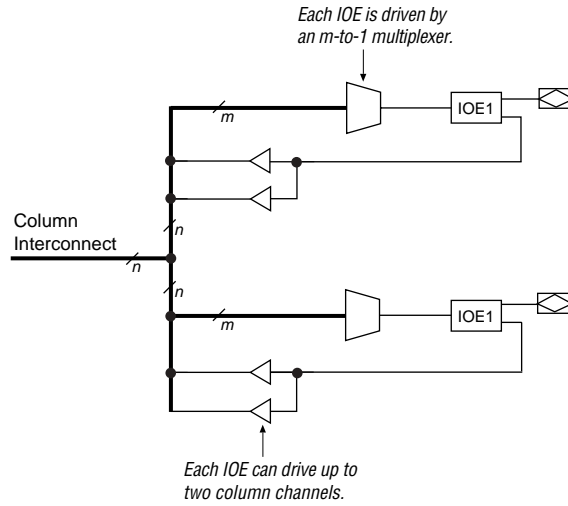 Each IOE is driven by
an m-to-1 multiplexer.
m
IOE1
Column
Interconnect
n
n
n
m
IOE1
Each IOE can drive up to
two column channels.